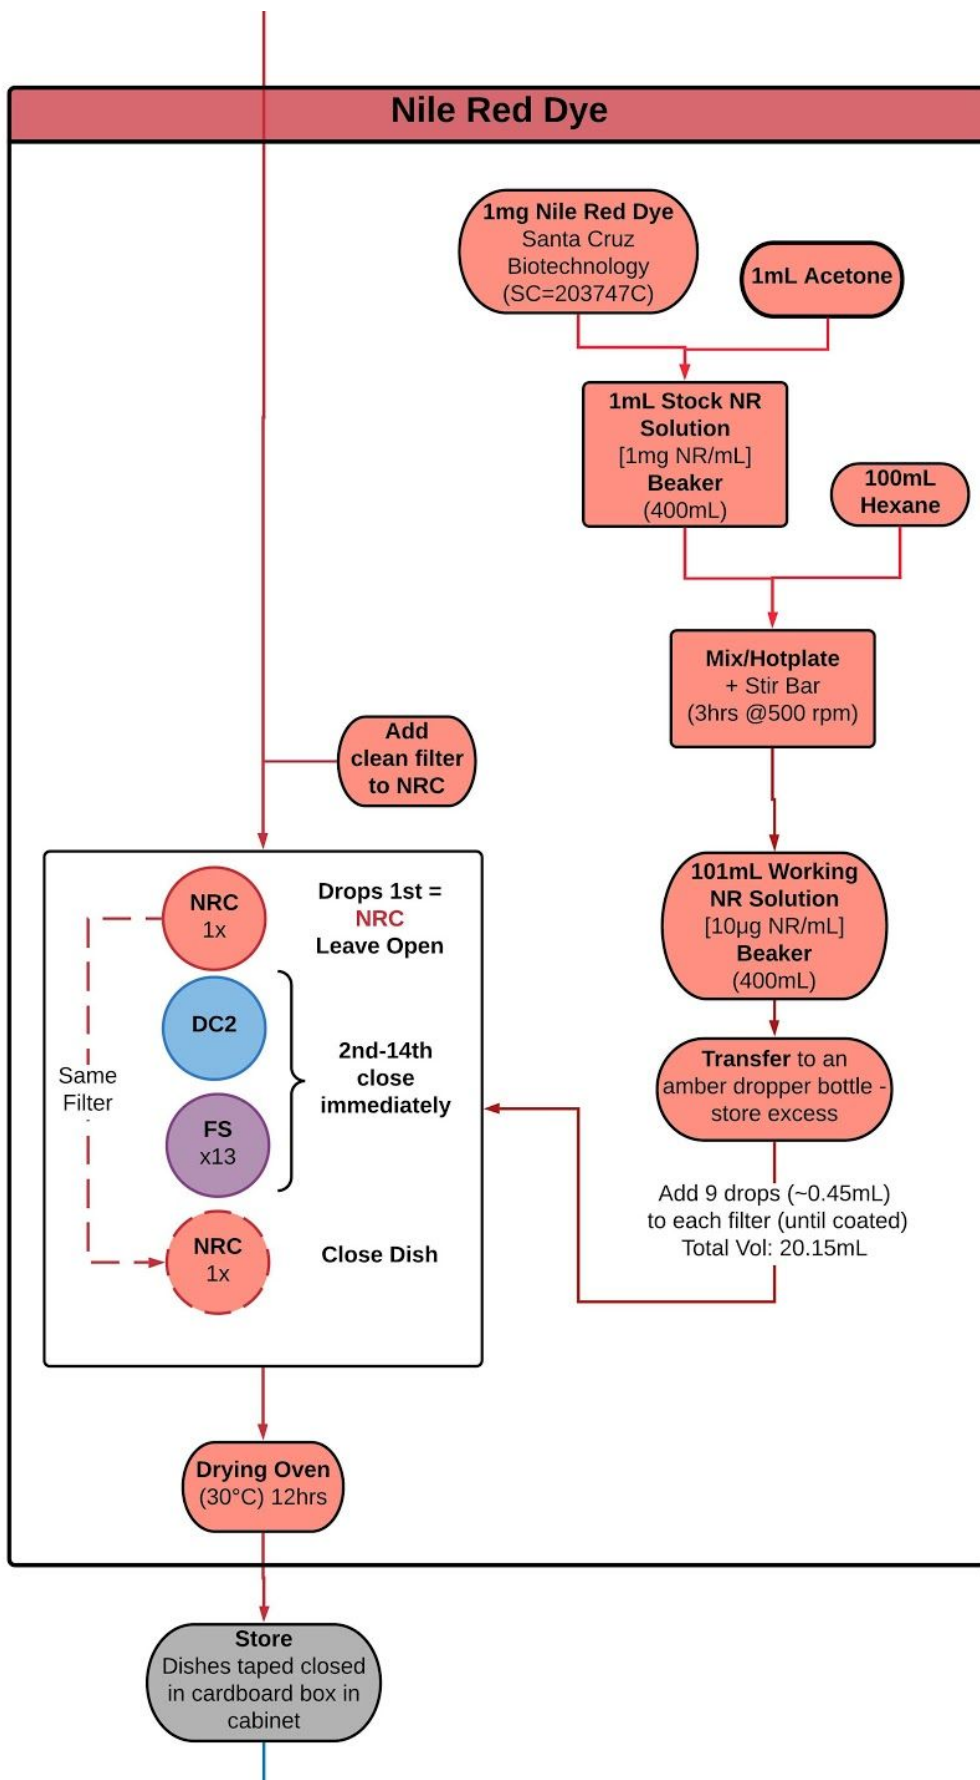 Nile Red Dye
1mg Nile Red Dye
Santa Cruz
Biotechnology
(SC=203747C)
1mL Acetone
1mL Stock NR
Solution
[1mg NR/mL]
Beaker
(400mL)
100mL
Hexane
Mix/Hotplate
+ Stir Bar
(3hrs @500 rpm)
Add
clean filter
to NRC
101mL Working
NR Solution
[10µg NR/mL]
Beaker
(400mL)
Transfer to an
amber dropper bottle -
store excess
Add 9 drops (~0.45mL)
to each filter (until coated)
Total Vol: 20.15mL
NRC
1x
Drops 1st =
NRC
Leave Open
DC2
FS
x13
2nd-14th
close
immediately
Same
Filter
NRC
1x
Close Dish
Drying Oven
(30°C) 12hrs
Store
Dishes taped closed
in cardboard box in
cabinet